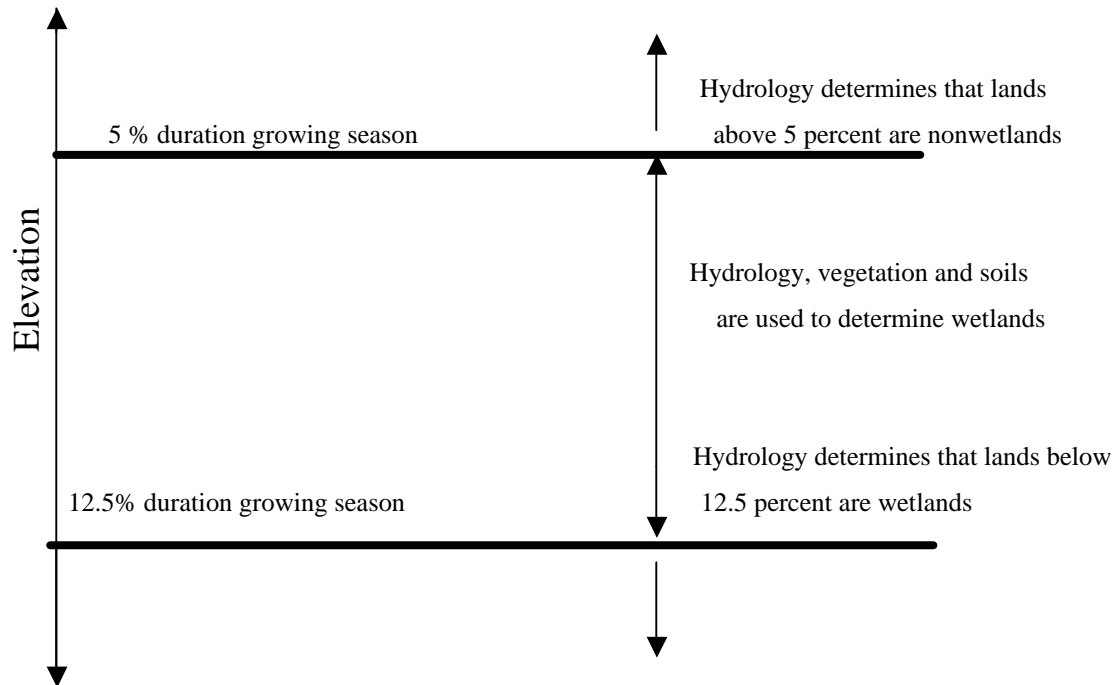 Hydrology determines that lands
above 5 percent are nonwetlands
5 % duration growing season
Elevation
Hydrology, vegetation and soils
are used to determine wetlands
Hydrology determines that lands below
12.5 percent are wetlands
12.5% duration growing season